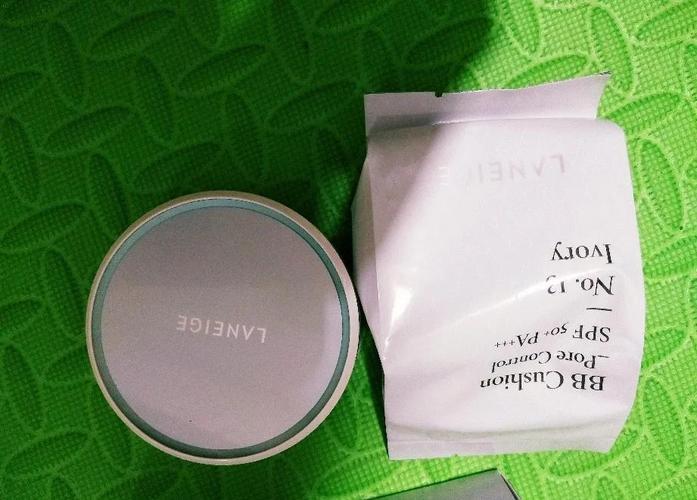 LANEIGE
BB Cushion
_Pore Control
SPF 50+ PA+++
—
No. 13
Ivory
LANEIGE